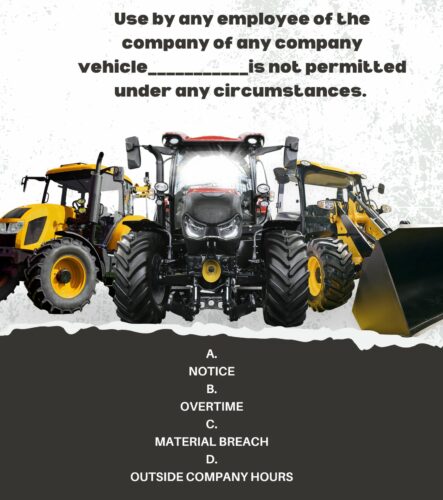 Use by any employee of the
company of any company
vehicle___________is not permitted
under any circumstances.
A.
NOTICE
B.
OVERTIME
C.
MATERIAL BREACH
D.
OUTSIDE COMPANY HOURS